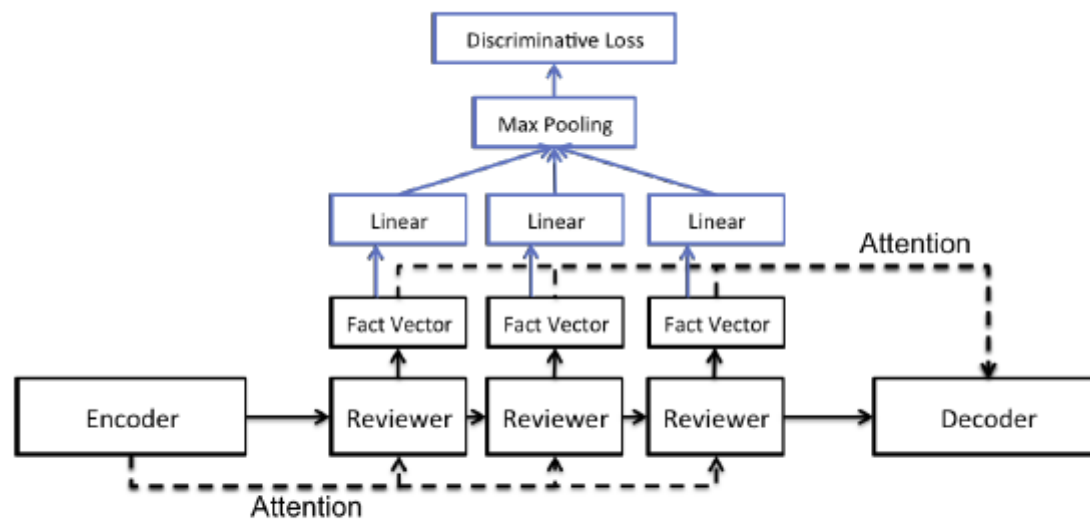 Discriminative Loss
Max Pooling
Linear
Linear
Linear
Attention
Fact Vector
Fact Vector
Fact Vector
Encoder
Reviewer
Reviewer
Reviewer
Decoder
Attention